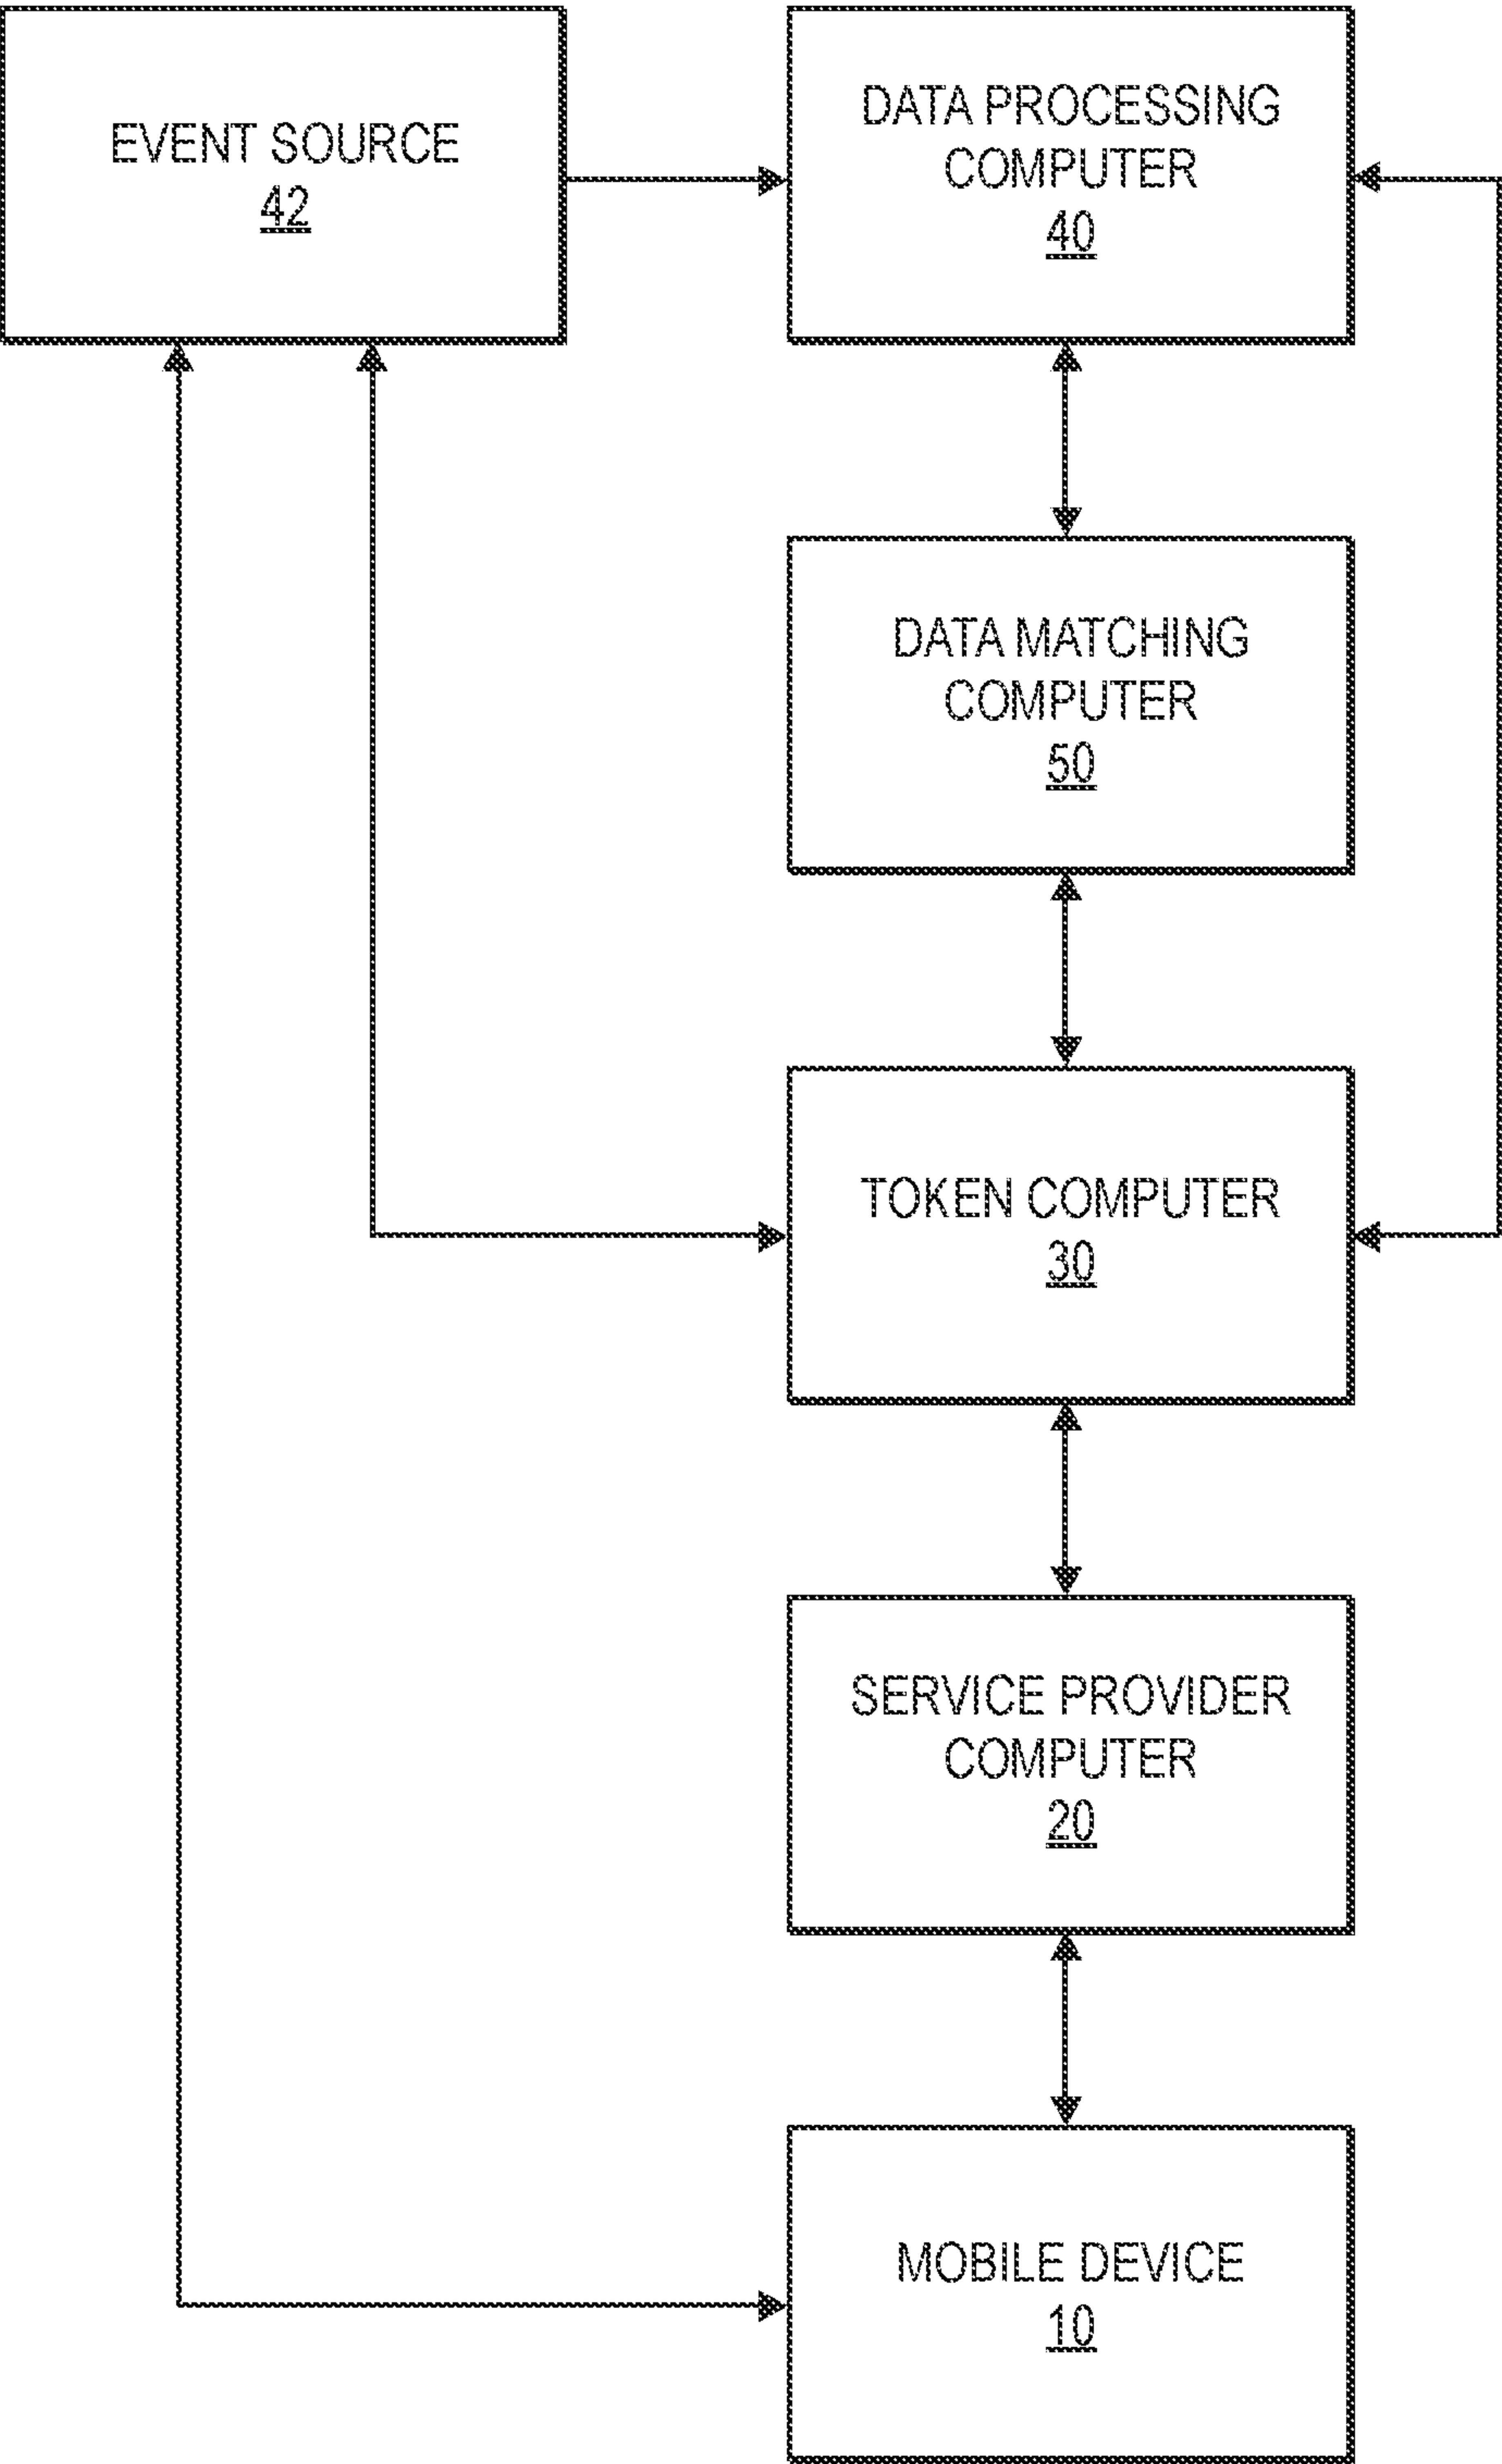 EVENT SOURCE
42
DATA PROCESSING
COMPUTER
40
DATA MATCHING
COMPUTER
50
TOKEN COMPUTER
30
SERVICE PROVIDER
COMPUTER
20
MOBILE DEVICE
10